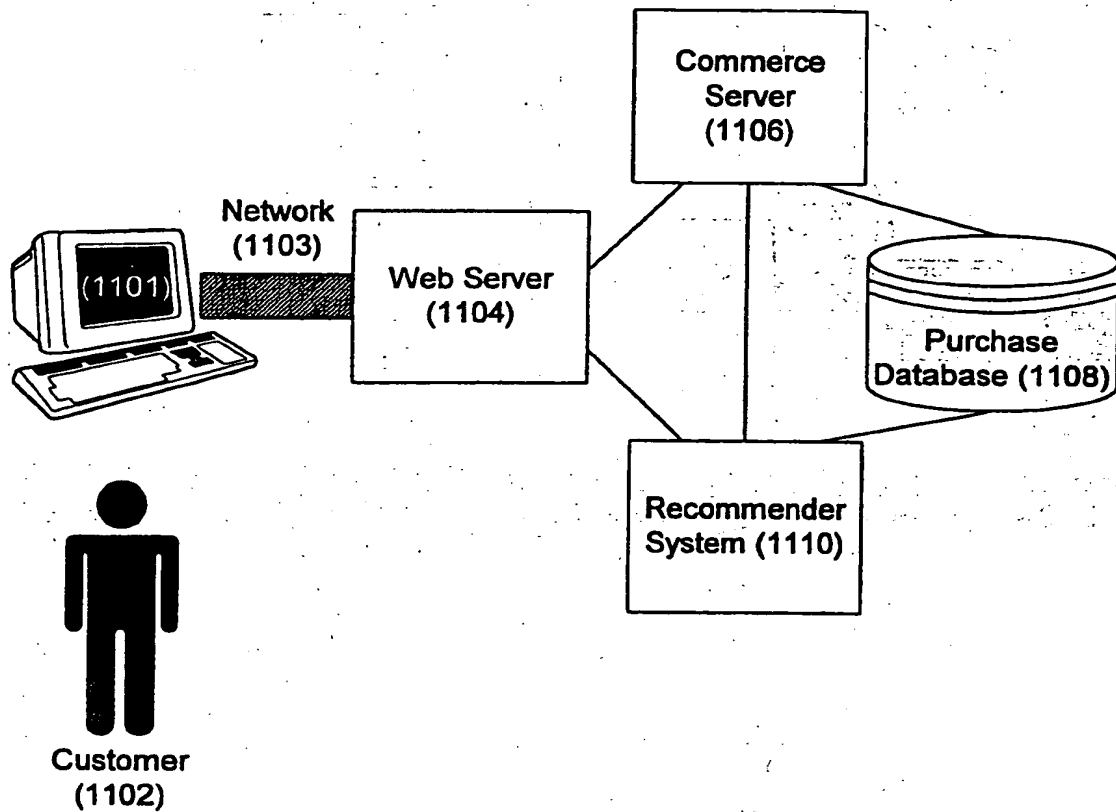 Commerce
Server
(1106)
Network
(1103)
(1101)
Web Server
(1104)
Purchase
Database (1108)
Recommender
System (1110)
Customer
(1102)